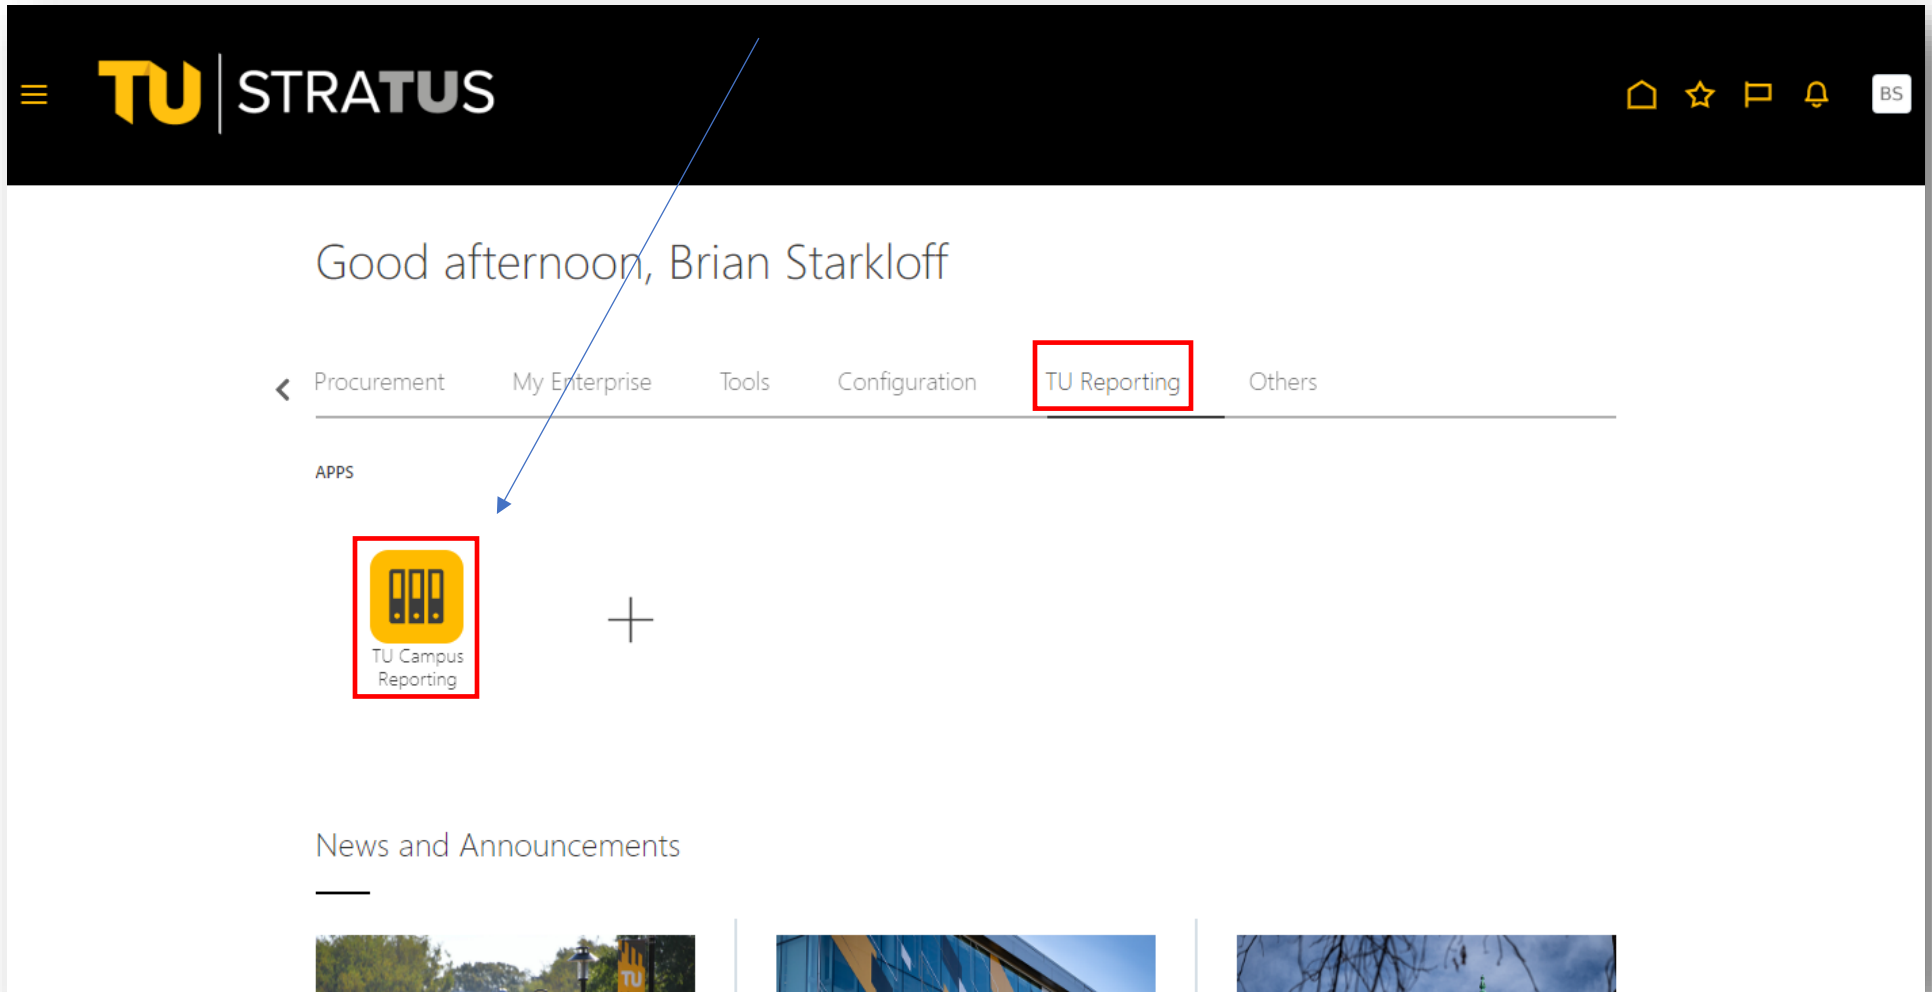 TU STRATUS
BS
Good afternoon, Brian Starkloff
Procurement My Enterprise Tools Configuration TU Reporting Others
APPS
TU Campus
Reporting
News and Announcements
TU